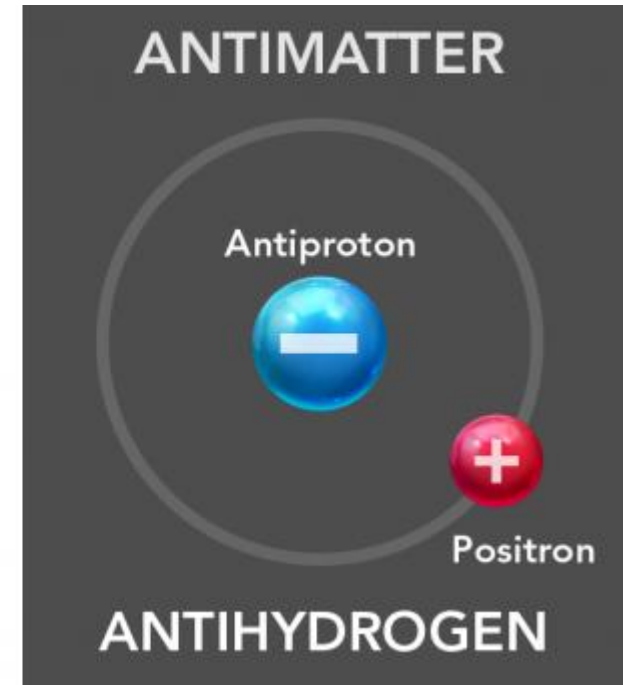 ANTIMATTER
Antiproton
−
+
Positron
ANTIHYDROGEN